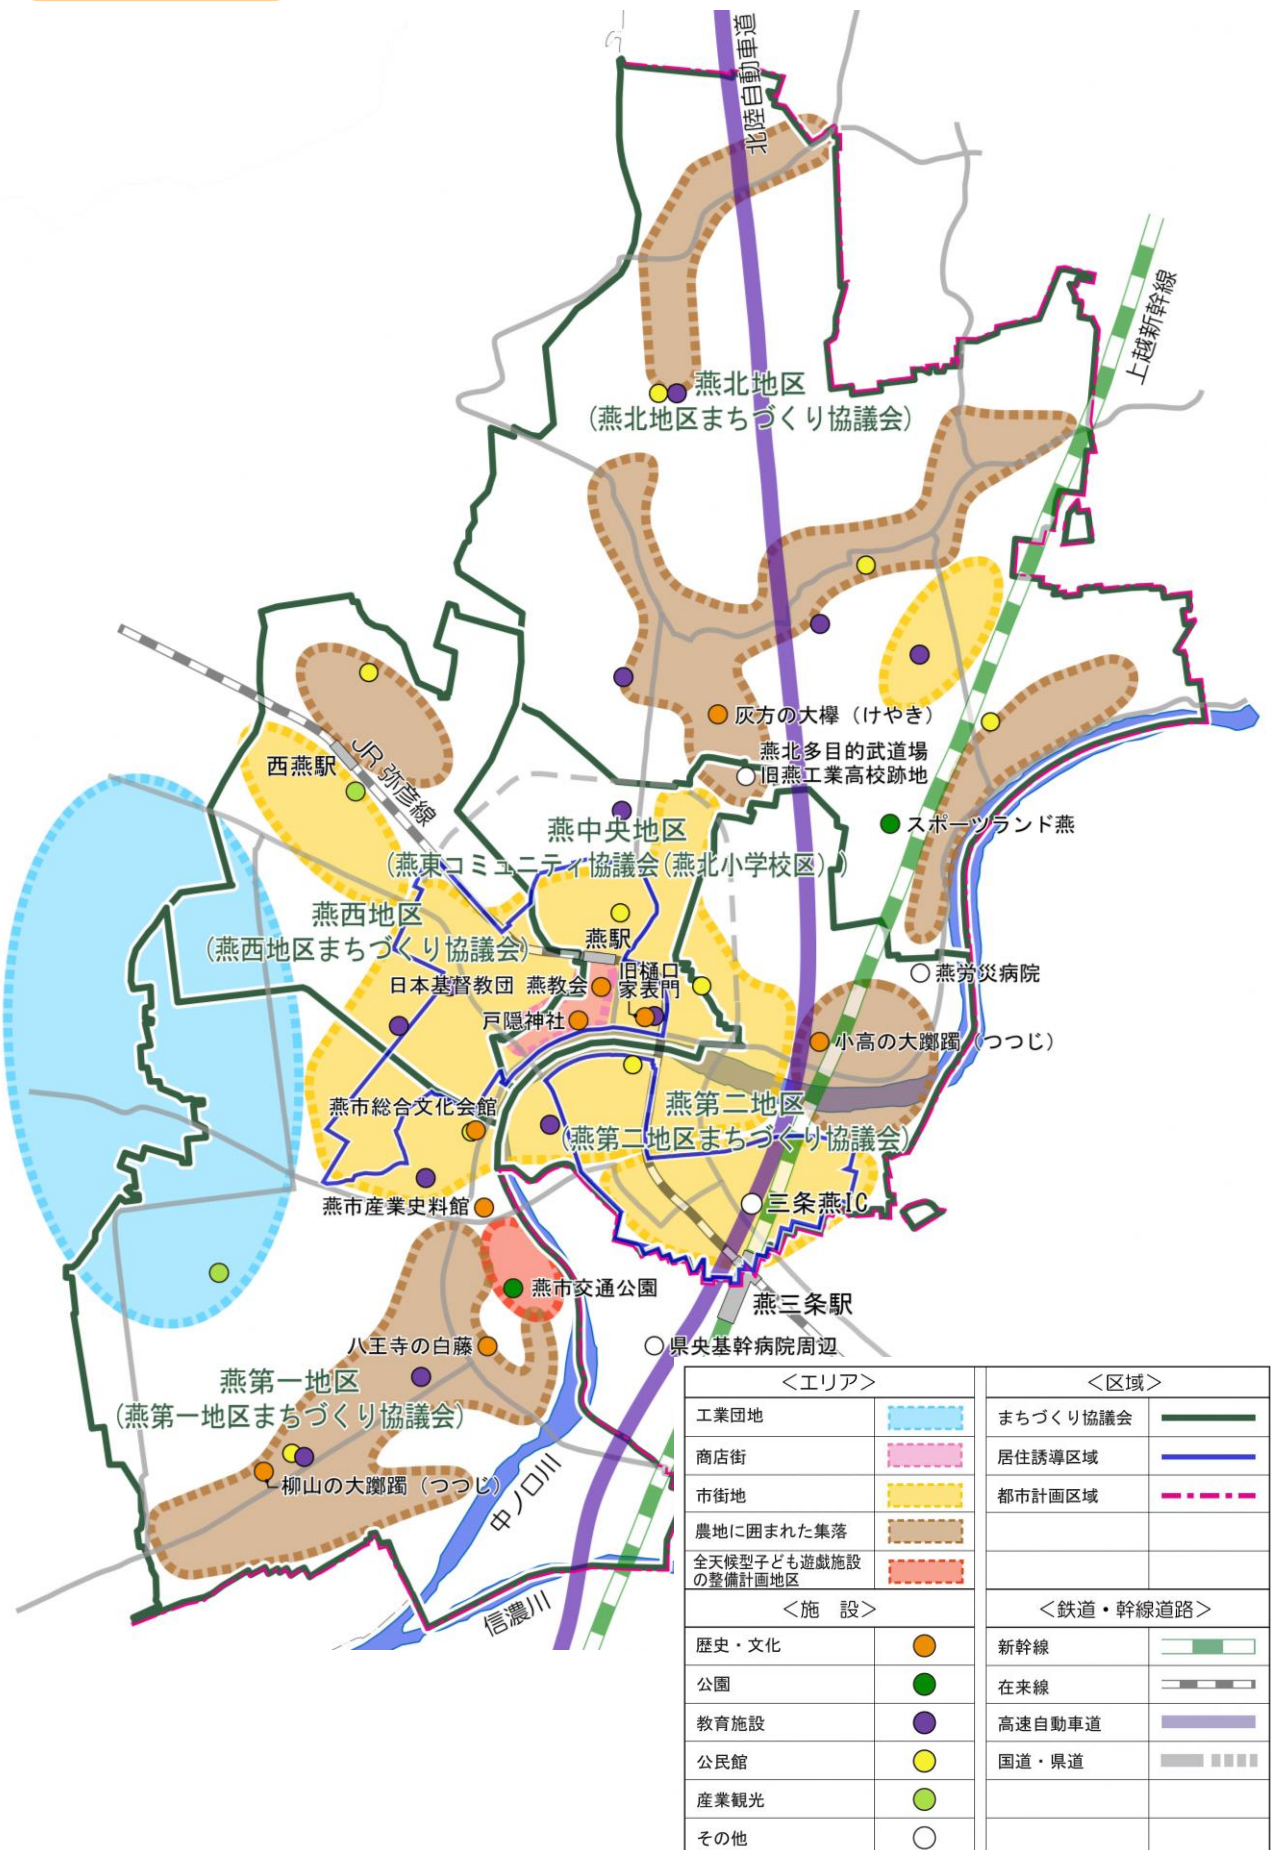 北陸自動車道
上越新幹線
燕北地区
(燕北地区まちづくり協議会)
灰方の大欅（けやき）
燕北多目的武道場
旧燕工業高校跡地
JR 弥彦線
西燕駅
スポーツランド燕
燕中央地区
(燕東コミュニティ協議会(燕北小学校区))
燕西地区
(燕西地区まちづくり協議会)
燕駅
燕労災病院
日本基督教団 燕教会
旧樋口
家表門
戸隠神社
小高の大躑躅（つつじ）
燕市総合文化会館
燕第二地区
(燕第二地区まちづくり協議会)
燕市産業史料館
三条燕IC
燕市交通公園
燕三条駅
八王寺の白藤
県央基幹病院周辺
燕第一地区
(燕第一地区まちづくり協議会)
柳山の大躑躅（つつじ）
中ノ口川
信濃川
＜エリア＞
工業団地
商店街
市街地
農地に囲まれた集落
全天候型子ども遊戯施設
の整備計画地区
＜区域＞
まちづくり協議会
居住誘導区域
都市計画区域
＜施　設＞
歴史・文化
公園
教育施設
公民館
産業観光
その他
＜鉄道・幹線道路＞
新幹線
在来線
高速自動車道
国道・県道